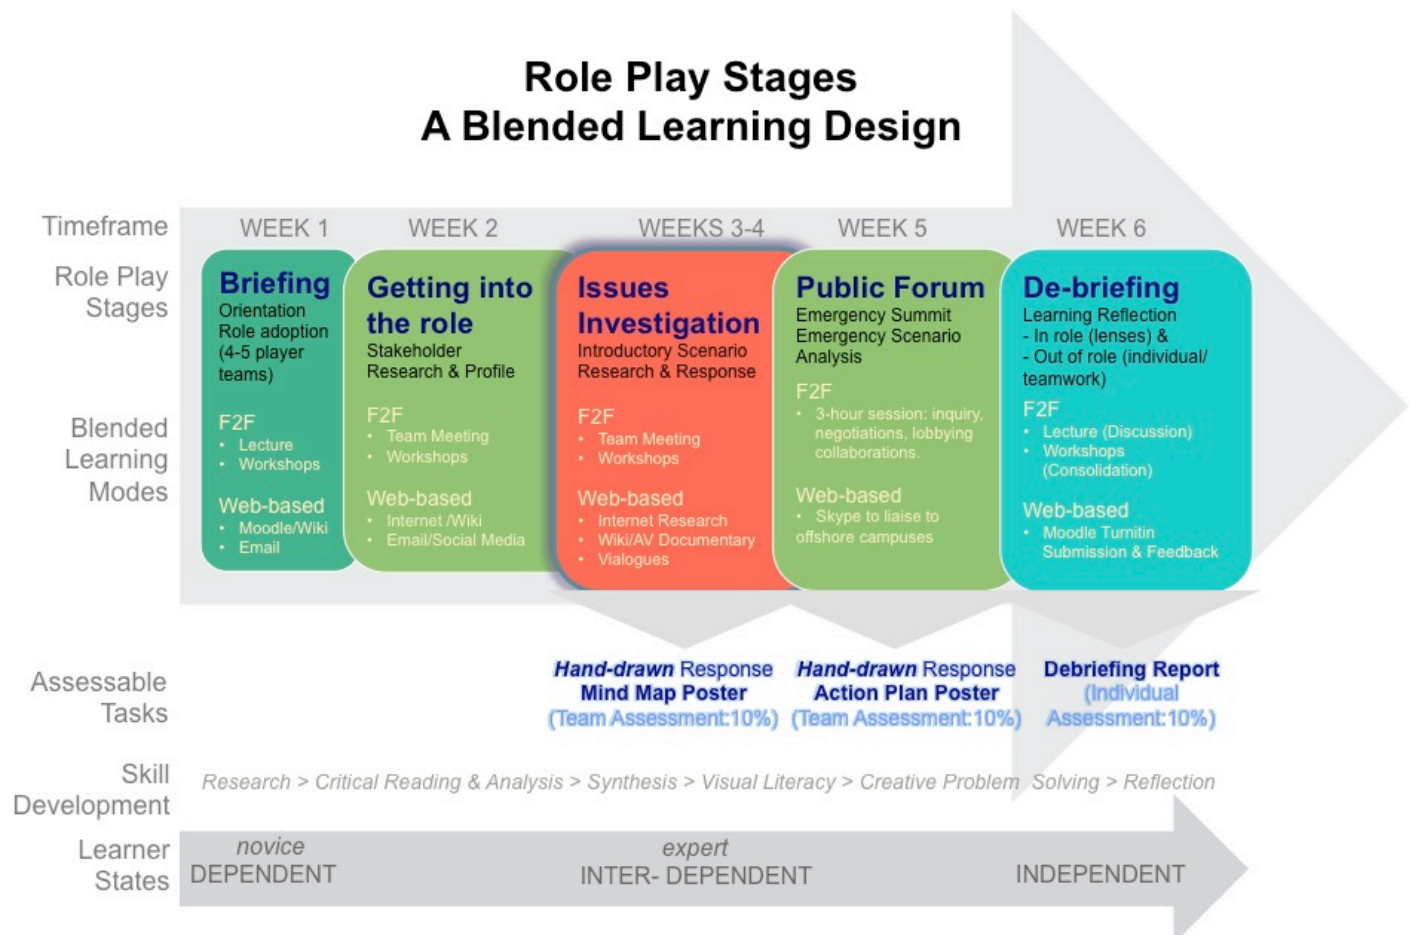 Role Play Stages
A Blended Learning Design
Timeframe
WEEK 1
WEEK 2
WEEKS 3-4
WEEK 5
WEEK 6
Role Play
Stages
Briefing
Orientation
Role adoption
(4-5 player
teams)
F2F
• Lecture
• Workshops
Web-based
• Moodle/Wiki
• Email
Getting into
the role
Stakeholder
Research & Profile
F2F
• Team Meeting
• Workshops
Web-based
• Internet /Wiki
• Email/Social Media
Issues
Investigation
Introductory Scenario
Research & Response
F2F
• Team Meeting
• Workshops
Web-based
• Internet Research
• Wiki/AV Documentary
• Vialogues
Public Forum
Emergency Summit
Emergency Scenario
Analysis
F2F
• 3-hour session: inquiry,
negotiations, lobbying
collaborations.
Web-based
• Skype to liaise to
offshore campuses
De-briefing
Learning Reflection
- In role (lenses) &
- Out of role (individual/
teamwork)
F2F
• Lecture (Discussion)
• Workshops
(Consolidation)
Web-based
• Moodle Turnitin
Submission & Feedback
Blended
Learning
Modes
Assessable
Tasks
Hand-drawn Response
Mind Map Poster
(Team Assessment:10%)
Hand-drawn Response
Action Plan Poster
(Team Assessment:10%)
Debriefing Report
(Individual
Assessment:10%)
Skill
Development
Research > Critical Reading & Analysis > Synthesis > Visual Literacy > Creative Problem Solving > Reflection
Learner
States
novice
DEPENDENT
expert
INTER- DEPENDENT
INDEPENDENT